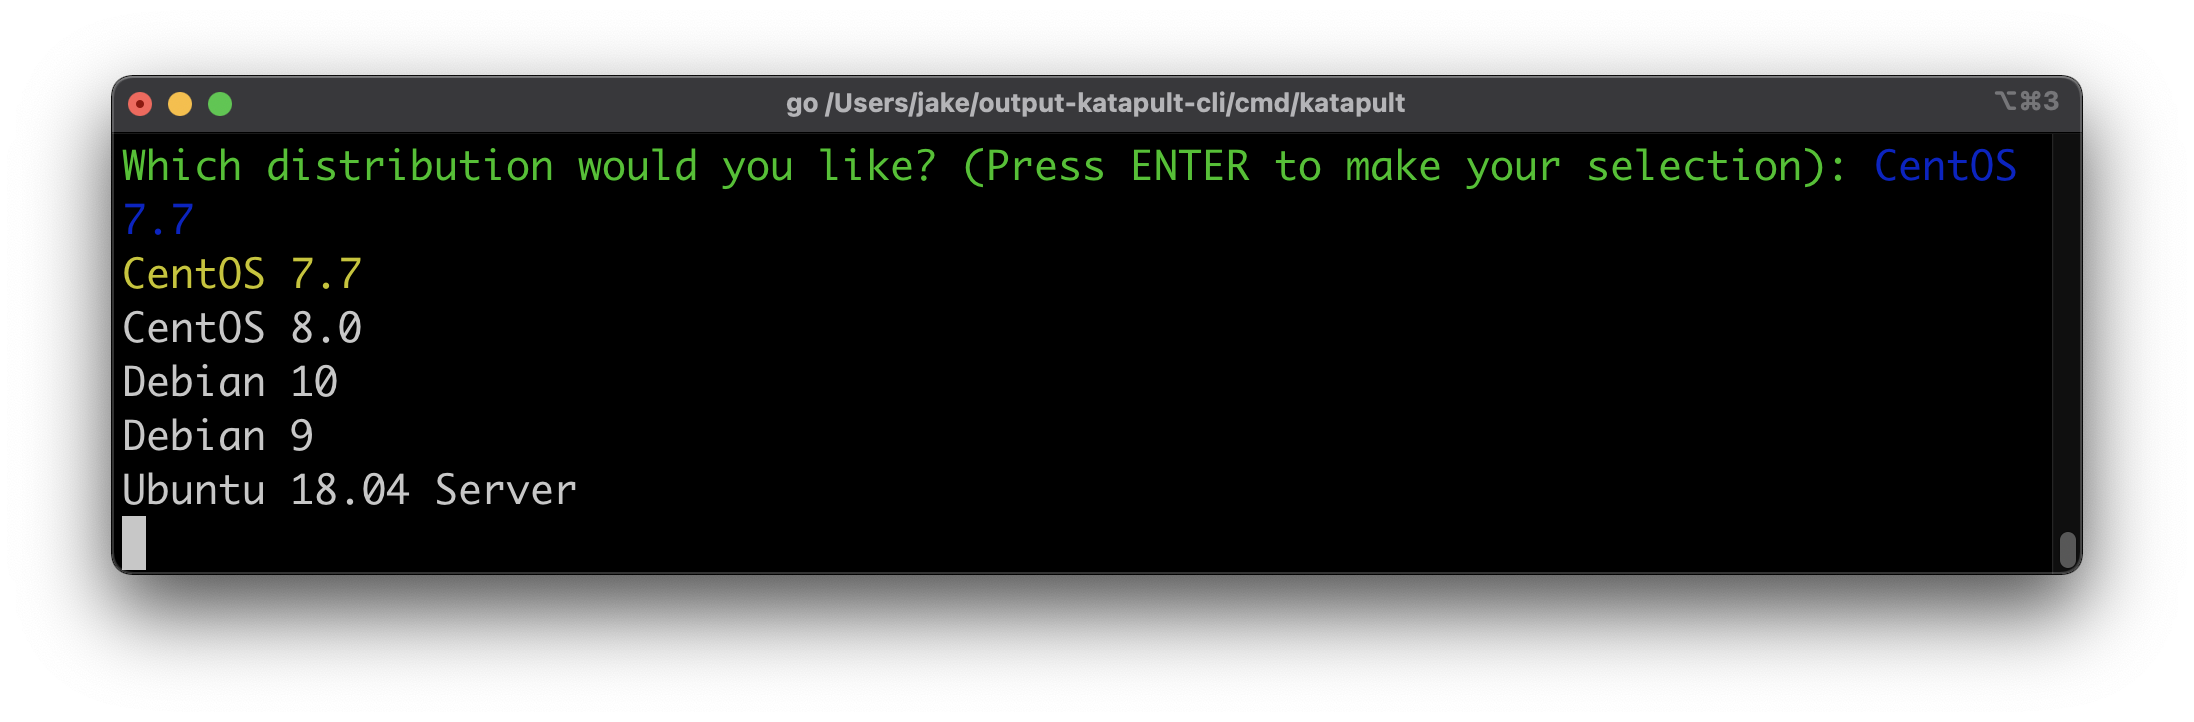 go /Users/jake/output-katapult-cli/cmd/katapult
⌥⌘3
Which distribution would you like? (Press ENTER to make your selection): CentOS
7.7
CentOS 7.7
CentOS 8.0
Debian 10
Debian 9
Ubuntu 18.04 Server